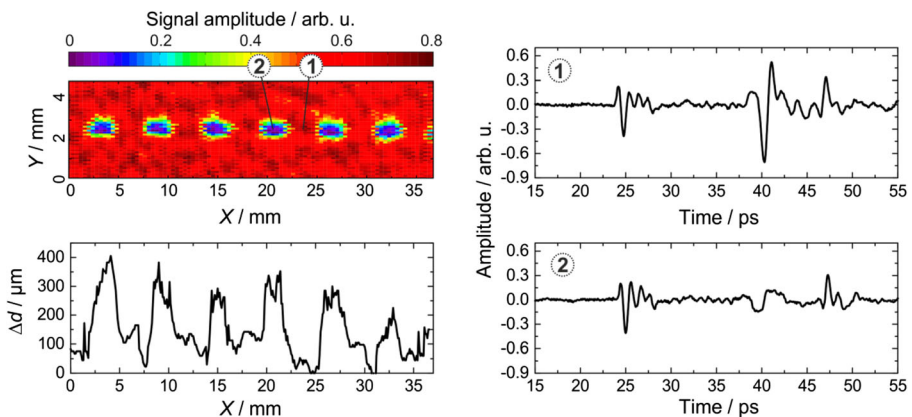 Signal amplitude / arb. u.
0 0.2 0.4 0.6 0.8
2 1
4
2
0
Y / mm
0 5 10 15 20 25 30 35
X / mm
400
300
200
100
0
Δd / μm
0 5 10 15 20 25 30 35
X / mm
Amplitude / arb. u.
1
0.6
0.3
0.0
-0.3
-0.6
-0.9
15 20 25 30 35 40 45 50 55
Time / ps
2
0.6
0.3
0.0
-0.3
-0.6
-0.9
15 20 25 30 35 40 45 50 55
Time / ps